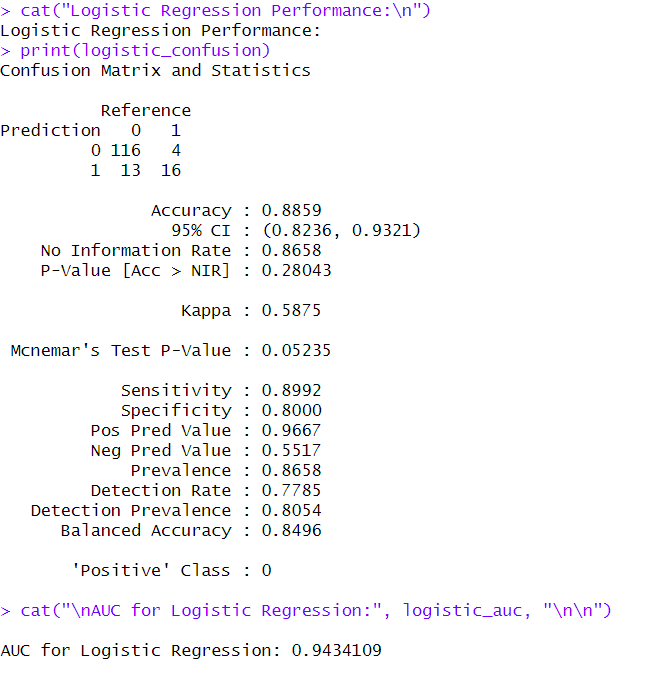 > cat("Logistic Regression Performance:\n")
Logistic Regression Performance:
> print(logistic_confusion)
Confusion Matrix and Statistics

          Reference
Prediction   0   1
         0 116   4
         1  13  16

               Accuracy : 0.8859
                 95% CI : (0.8236, 0.9321)
    No Information Rate : 0.8658
    P-Value [Acc > NIR] : 0.28043

                  Kappa : 0.5875

 Mcnemar's Test P-Value : 0.05235

            Sensitivity : 0.8992
            Specificity : 0.8000
         Pos Pred Value : 0.9667
         Neg Pred Value : 0.5517
             Prevalence : 0.8658
         Detection Rate : 0.7785
   Detection Prevalence : 0.8054
      Balanced Accuracy : 0.8496

       'Positive' Class : 0

> cat("\nAUC for Logistic Regression:", logistic_auc, "\n\n")

AUC for Logistic Regression: 0.9434109